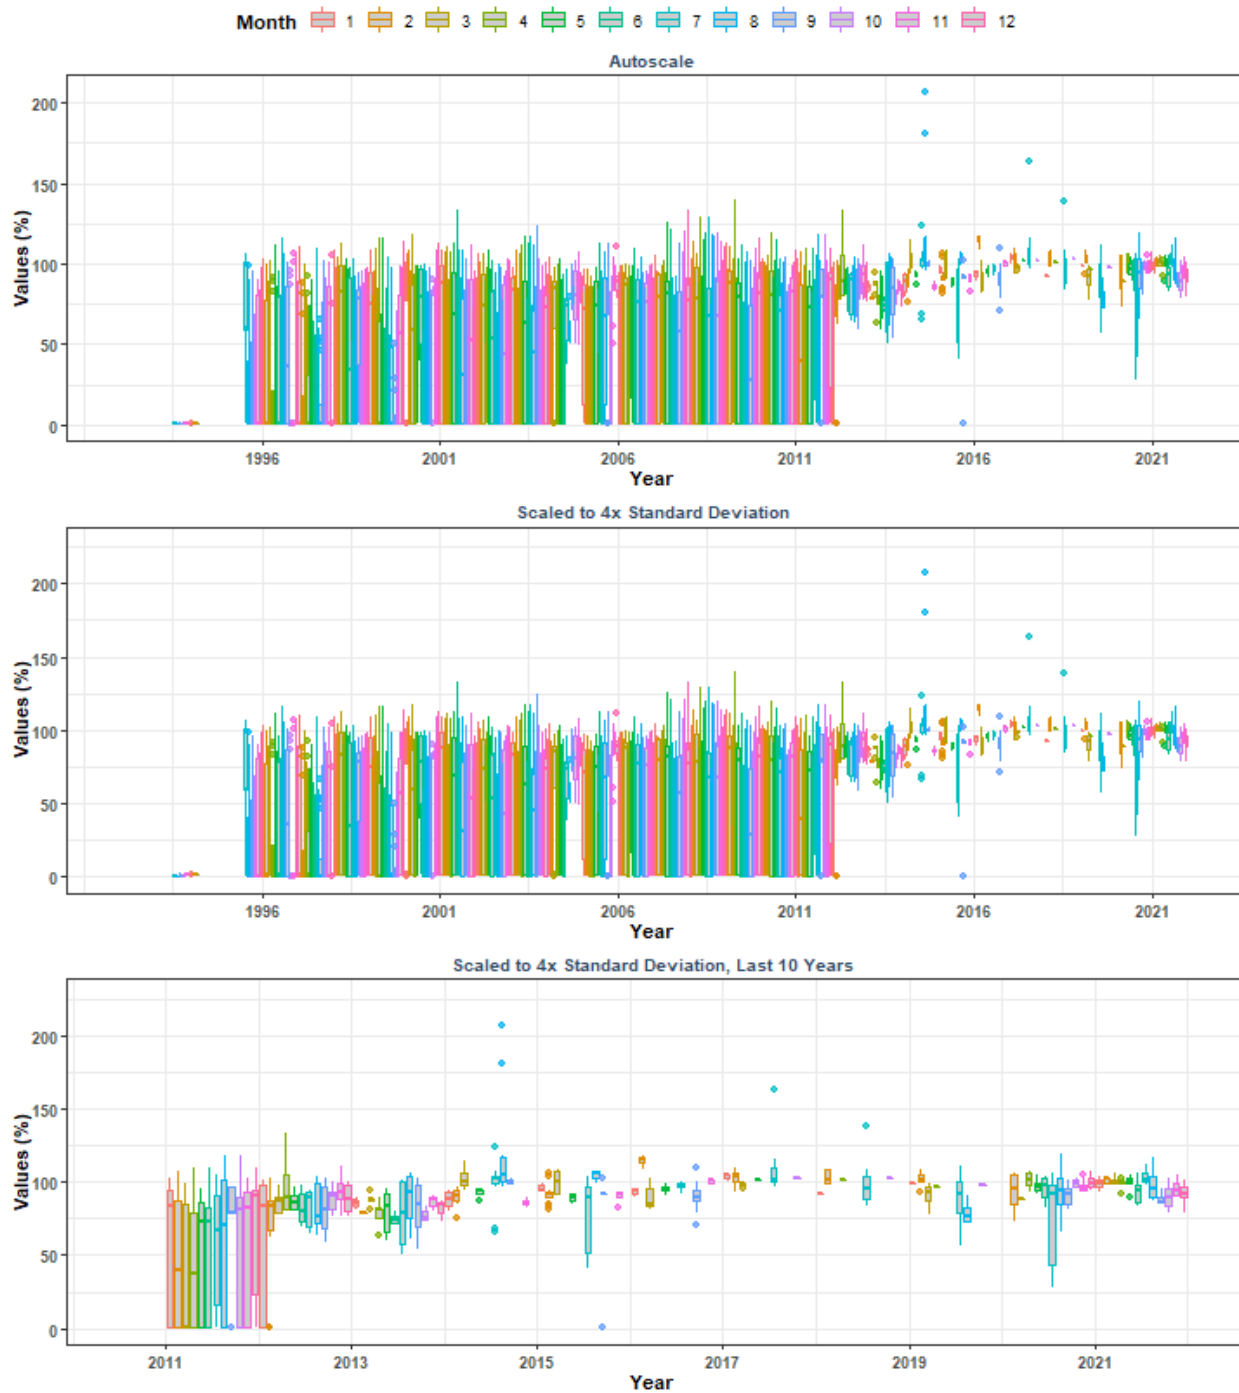 Month 1 2 3 4 5 6 7 8 9 10 11 12
Autoscale
Values (%)
200
150
100
50
0
1996 2001 2006 2011 2016 2021
Year
Scaled to 4x Standard Deviation
Values (%)
200
150
100
50
0
1996 2001 2006 2011 2016 2021
Year
Scaled to 4x Standard Deviation, Last 10 Years
Values (%)
200
150
100
50
0
2011 2013 2015 2017 2019 2021
Year